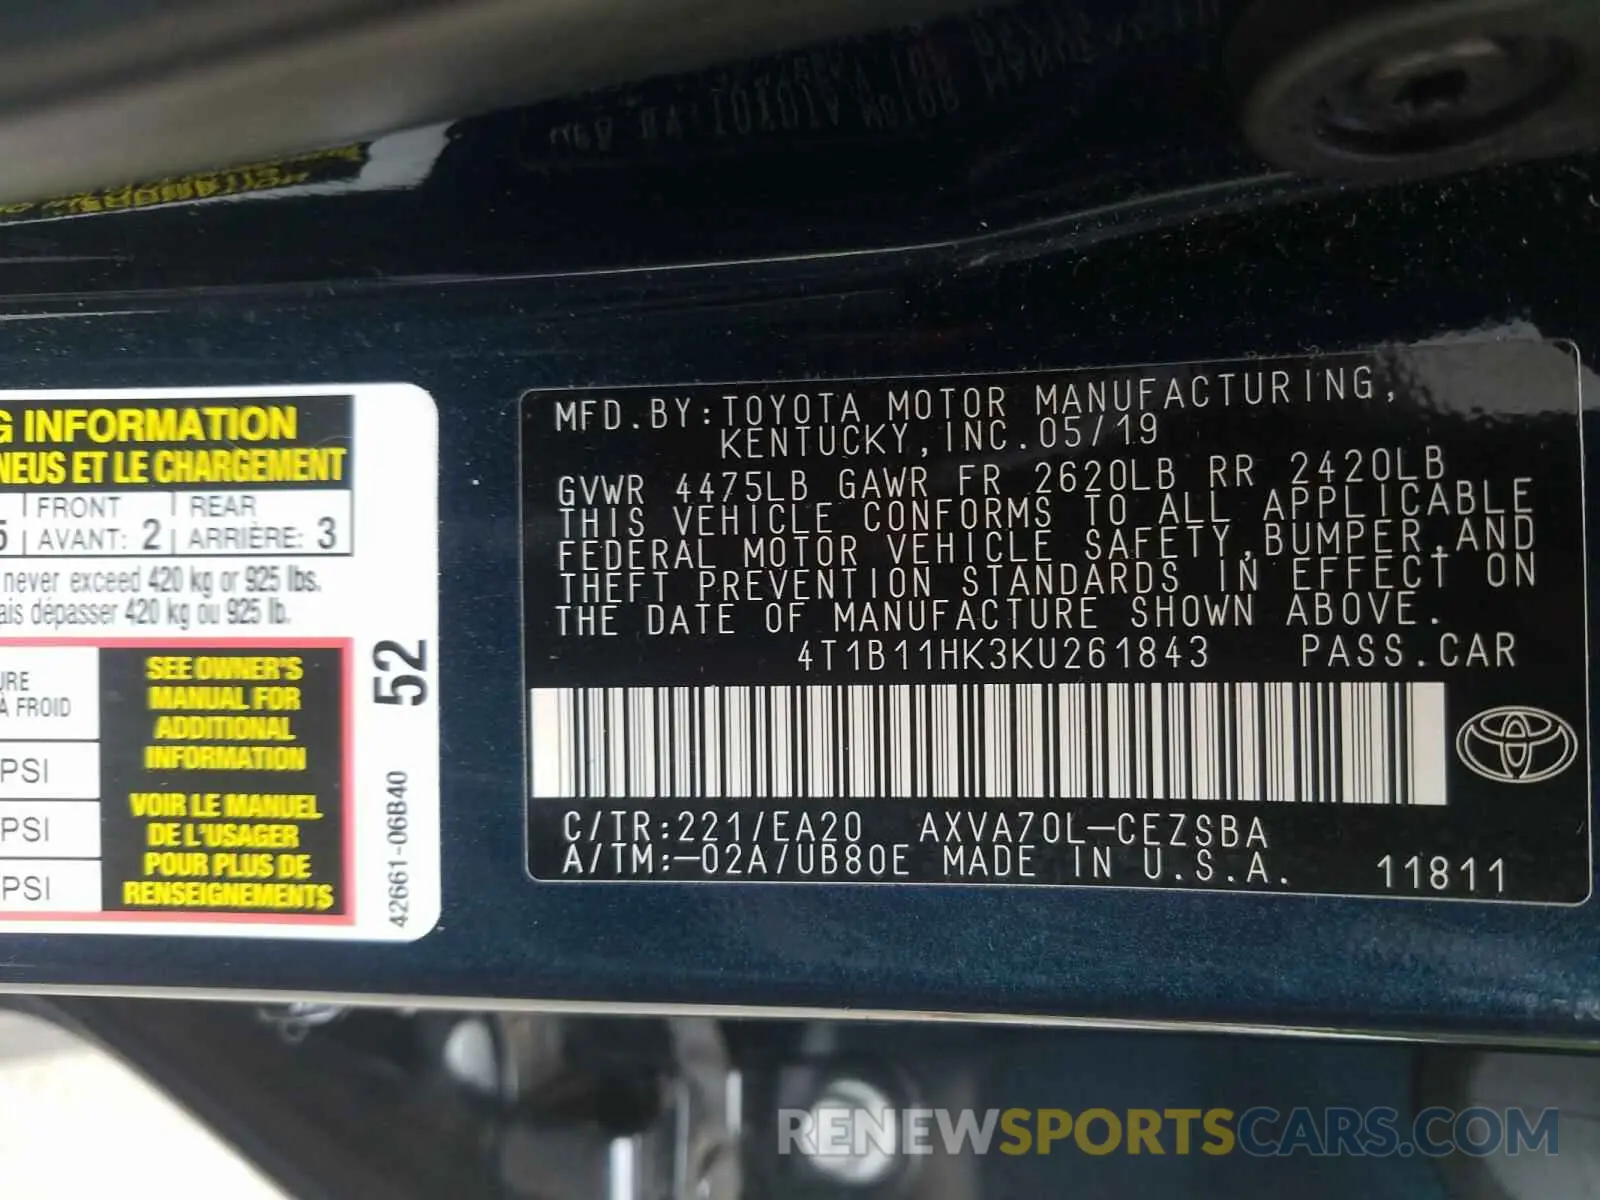 G INFORMATION
NEUS ET LE CHARGEMENT
5 FRONT AVANT: 2 REAR ARRIÈRE: 3
never exceed 420 kg or 925 lbs.
ais dépasser 420 kg ou 925 lb.
URE
À FROID
PSI
PSI
PSI
SEE OWNER'S
MANUAL FOR
ADDITIONAL
INFORMATION
VOIR LE MANUEL
DE L'USAGER
POUR PLUS DE
RENSEIGNEMENTS
52
42661-06B40
MFD. BY:TOYOTA MOTOR MANUFACTURING,
KENTUCKY,INC.05/19
GVWR 4475LB GAWR FR 2620LB RR 2420LB
THIS VEHICLE CONFORMS TO ALL APPLICABLE
FEDERAL MOTOR VEHICLE SAFETY,BUMPER,AND
THEFT PREVENTION STANDARDS IN EFFECT ON
THE DATE OF MANUFACTURE SHOWN ABOVE.
4T1B11HK3KU261843 PASS.CAR
C/TR:221/EA20 AXVA70L-CEZSBA
A/TM:-02A/UB80E MADE IN U.S.A. 11811
RENEWSPORTSCARS.COM